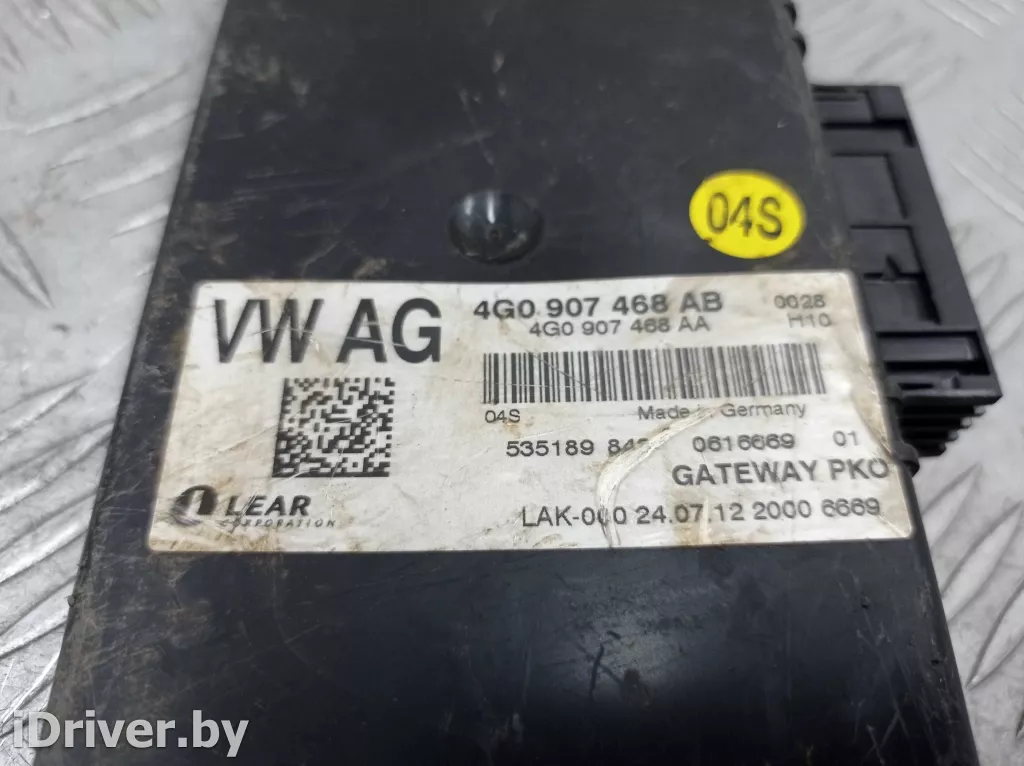 04S
VW AG
4G0 907 468 AB 0028
4G0 907 468 AA H10
04S Made in Germany
535189 0616669 01
GATEWAY PKO
LEAR
CORPORATION
LAK-000 24.07.12 2000 6669
iDriver.by